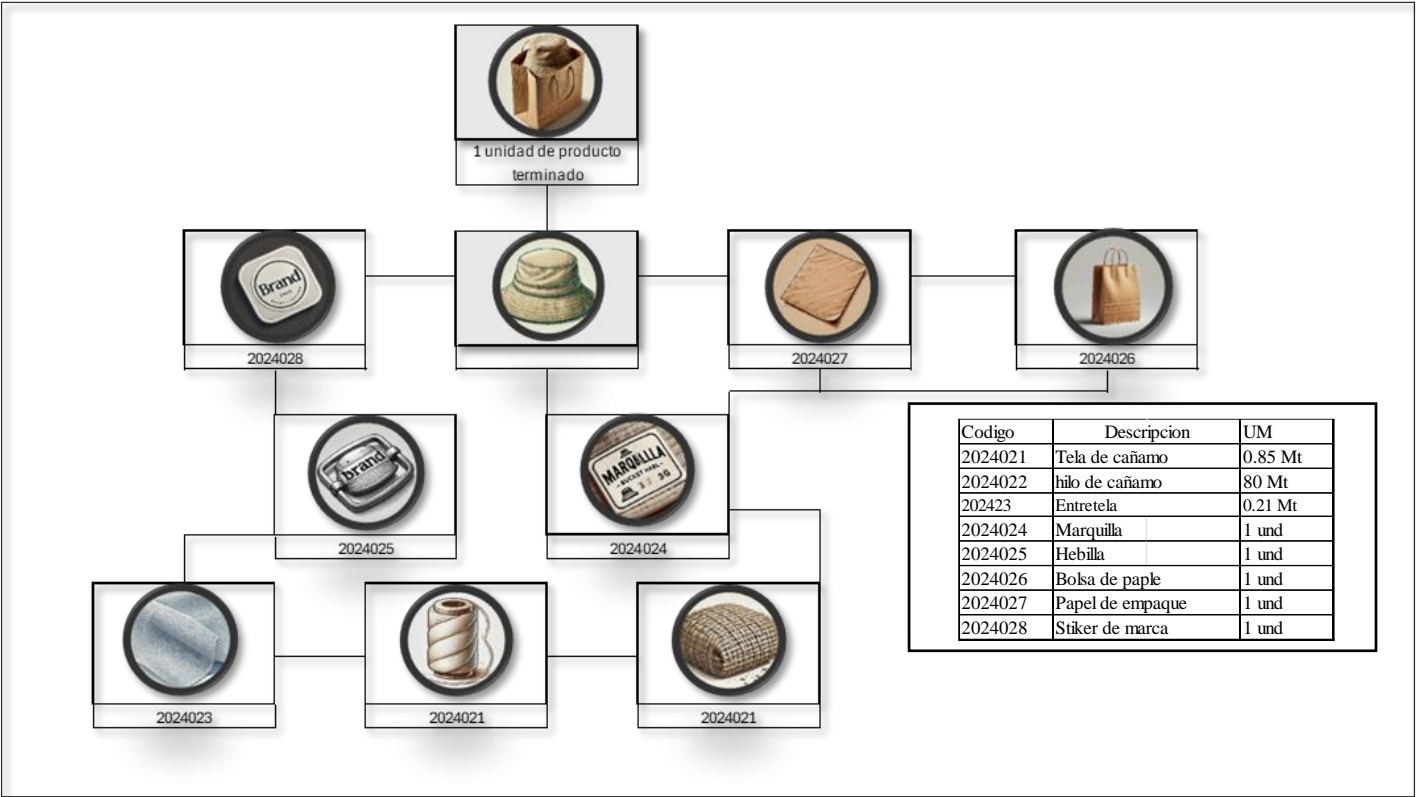 1 unidad de producto
terminado
Brand
2024028
2024027
2024026
brand
2024025
MARQUILLA
2024024
2024023
2024021
2024021
Codigo Descripcion UM
2024021 Tela de cañamo 0.85 Mt
2024022 hilo de cañamo 80 Mt
202423 Entretela 0.21 Mt
2024024 Marquilla 1 und
2024025 Hebilla 1 und
2024026 Bolsa de paple 1 und
2024027 Papel de empaque 1 und
2024028 Stiker de marca 1 und